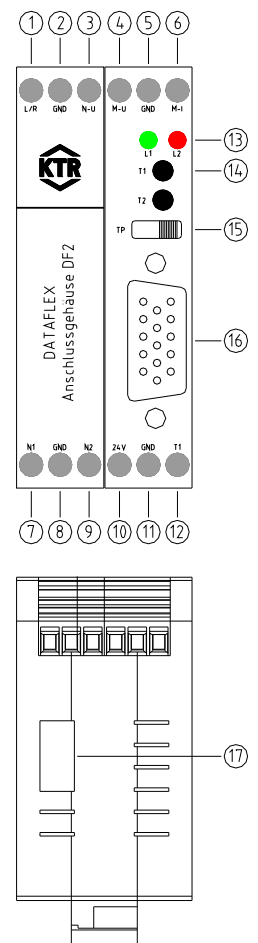 1 2 3 4 5 6
L/R GND N-U M-U GND M-I
13
L1 L2
KTR
T1
14
T2
TP
15
DATAFLEX
Anschlussgehäuse DF2
16
N1 GND N2 24V GND T1
7 8 9 10 11 12
17